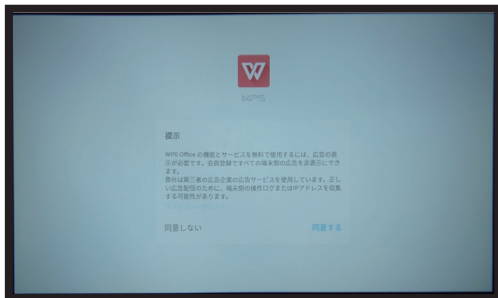 WPS
提示
WPS Office の機能とサービスを無料で使用するには、広告の表
示が必要です。会員登録ですべての端末側の広告を非表示にでき
ます。
弊社は第三者の広告企業の広告サービスを使用しています。正し
い広告配信のために、端末側の操作ログまたはIPアドレスを収集
する可能性があります。
同意しない
同意する